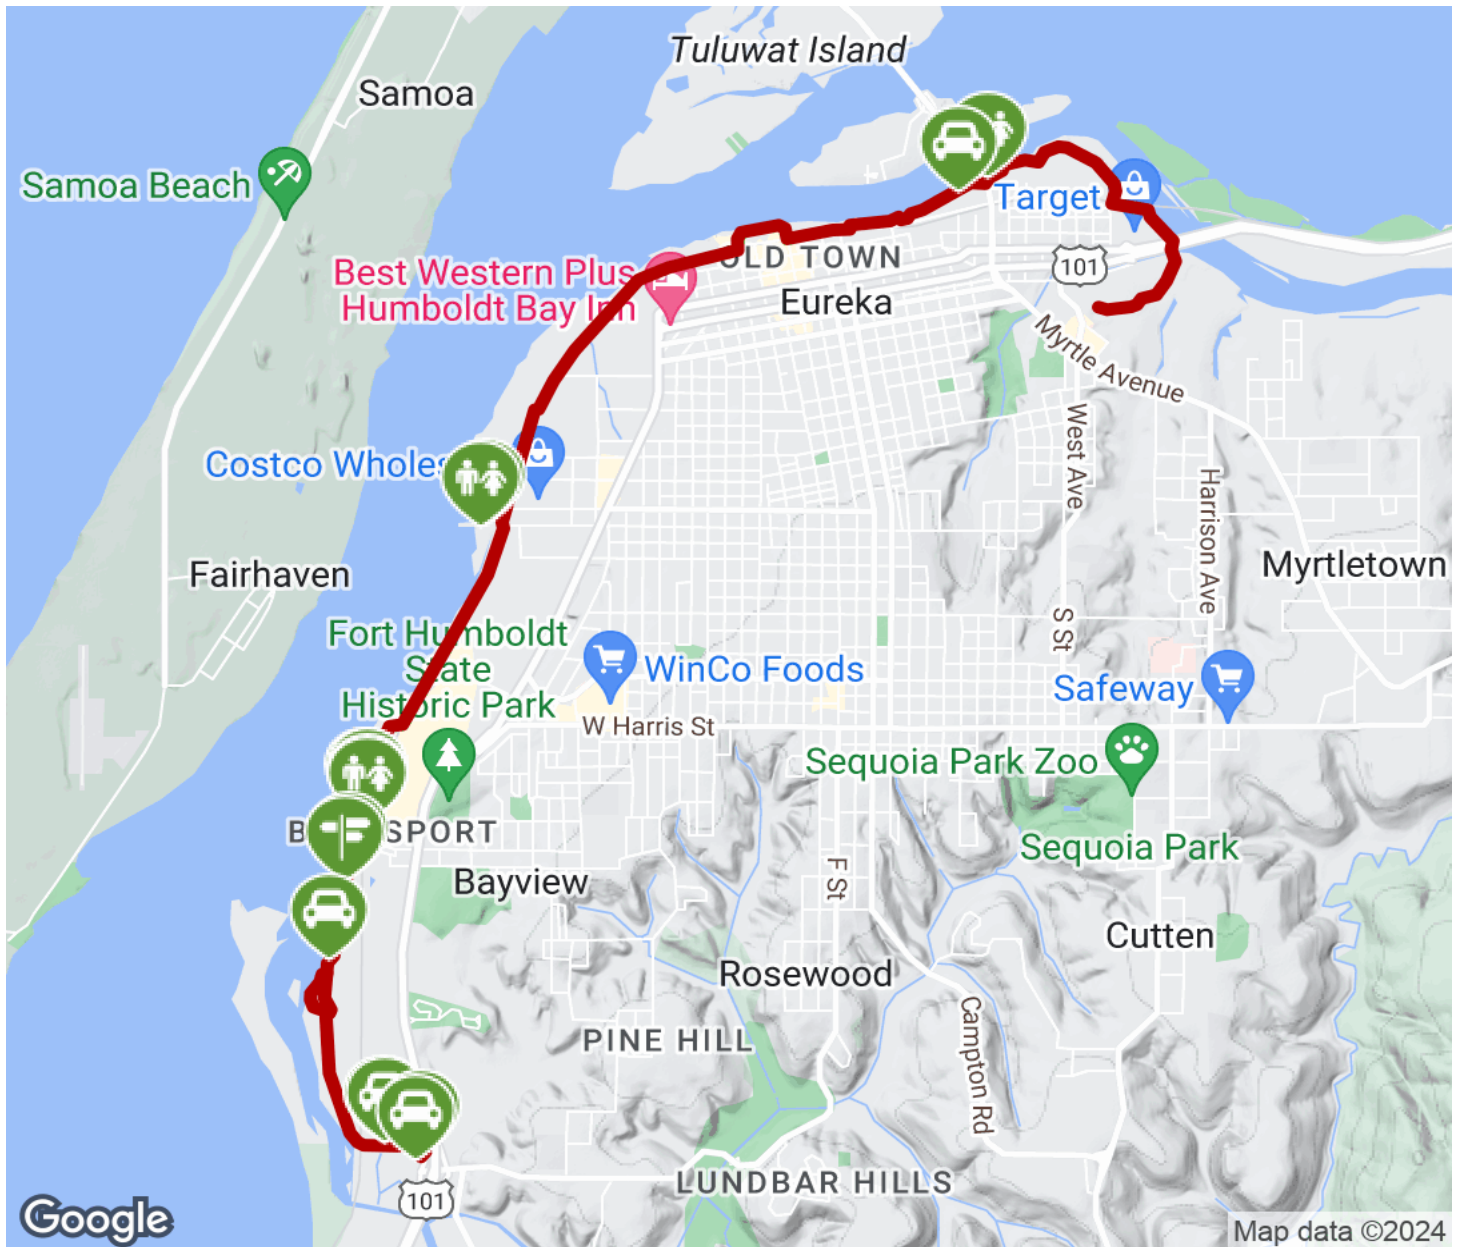 Tuluwat Island
Samoa
Samoa Beach
Target
101
OLD TOWN
Best Western Plus
Humboldt Bay Inn
Eureka
Myrtle Avenue
Costco Wholes
West Ave
Harrison Ave
Myrtletown
Fairhaven
S St
Fort Humboldt
State
Historic Park
WinCo Foods
Safeway
W Harris St
Sequoia Park Zoo
SPORT
Sequoia Park
Bayview
F St
Cutten
Rosewood
Campton Rd
PINE HILL
LUNDBAR HILLS
101
Google
Map data ©2024